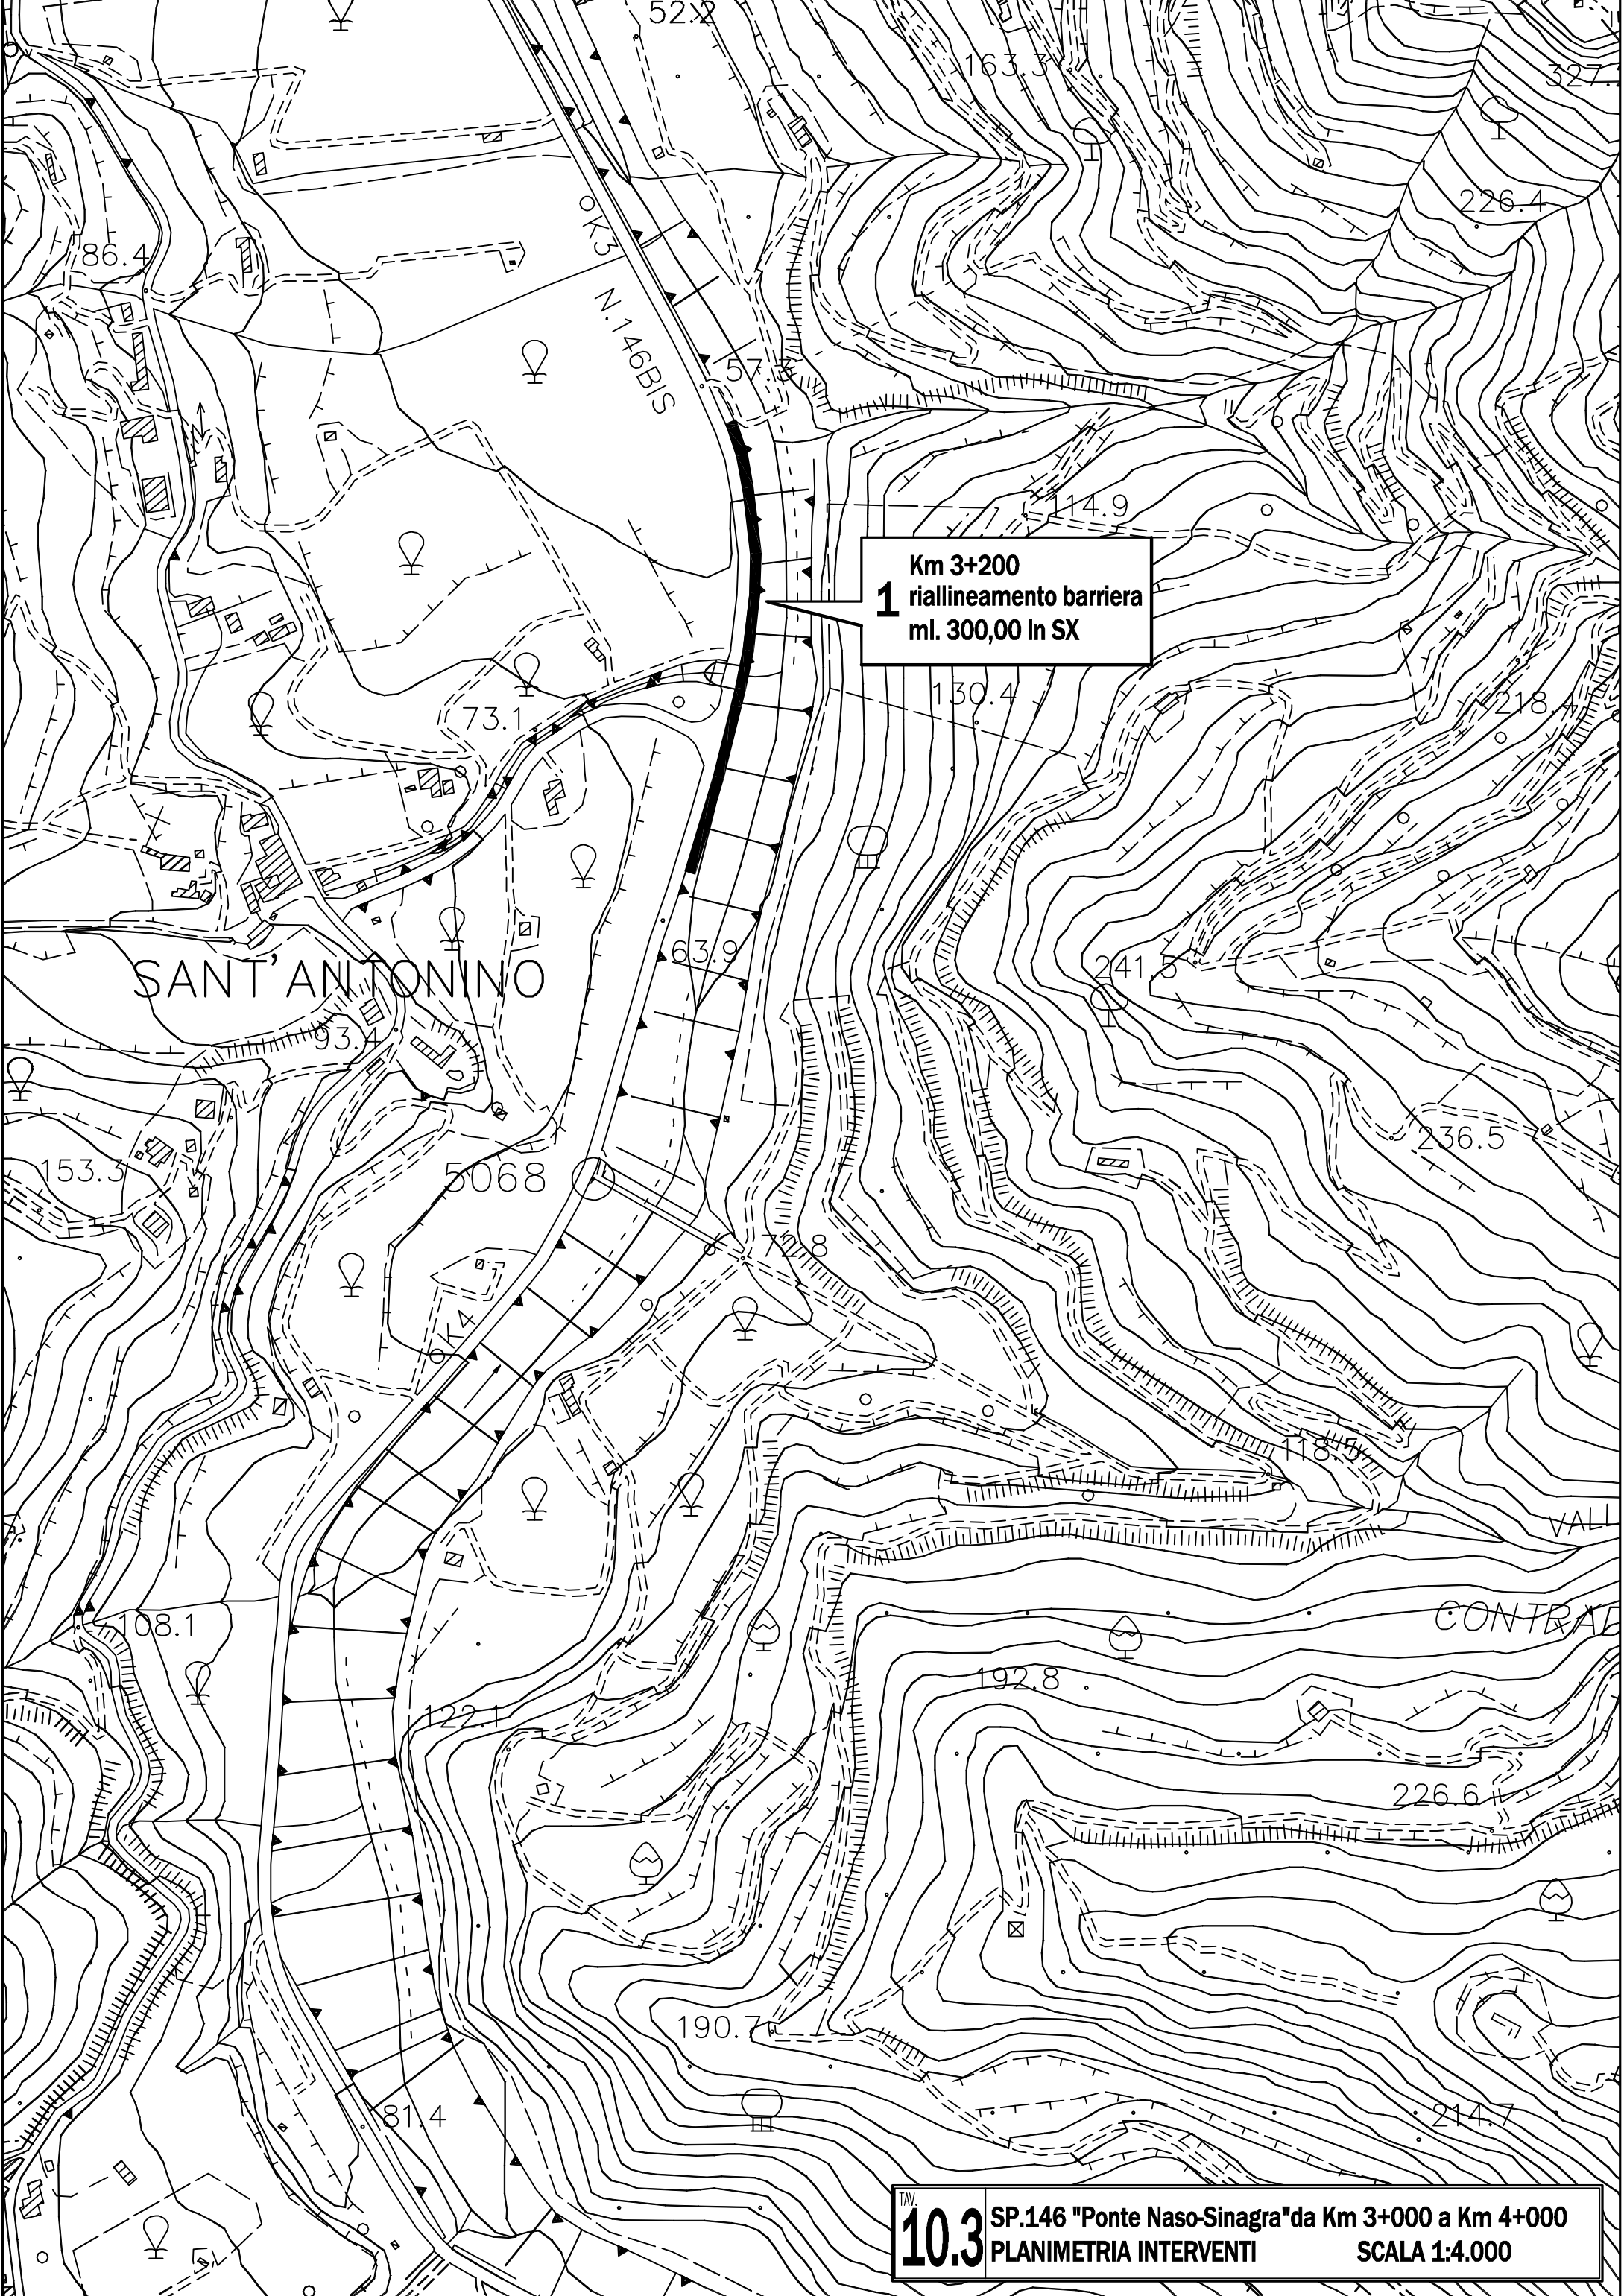 52.2
163.3
327.
226.4
86.4
K3
N.146BIS
57.3
114.9
Km 3+200
1 riallineamento barriera
ml. 300,00 in SX
130.4
218.4
73.1
63.9
SANT'ANTONINO
241.5
93.4
236.5
153.3
5068
72.8
K4
118.5
VALL
108.1
CONTRAD
192.8
122.1
226.6
190.7
81.4
214.7
TAV.
10.3
SP.146 "Ponte Naso-Sinagra"da Km 3+000 a Km 4+000
PLANIMETRIA INTERVENTI SCALA 1:4.000